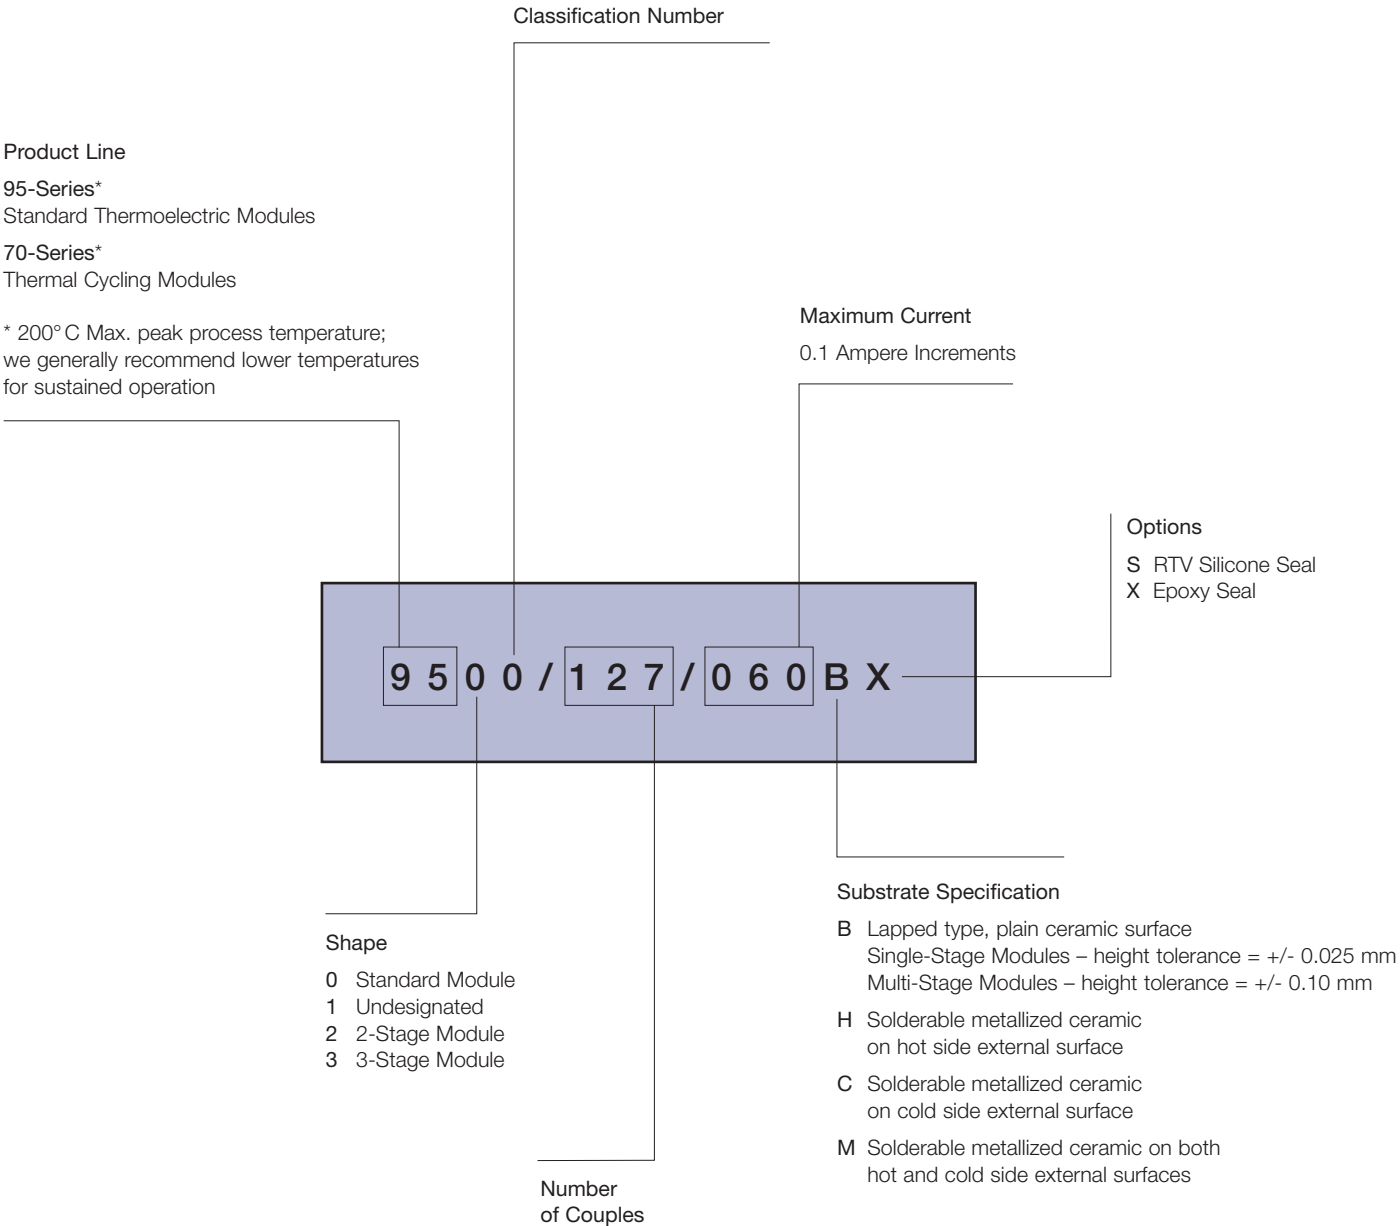 Classification Number
Product Line
95-Series*
Standard Thermoelectric Modules
70-Series*
Thermal Cycling Modules
* 200° C Max. peak process temperature;
we generally recommend lower temperatures
for sustained operation
Maximum Current
0.1 Ampere Increments
Options
S RTV Silicone Seal
X Epoxy Seal
9 5 0 0 / 1 2 7 / 0 6 0 B X
Shape
0 Standard Module
1 Undesignated
2 2-Stage Module
3 3-Stage Module
Substrate Specification
B Lapped type, plain ceramic surface
Single-Stage Modules – height tolerance = +/- 0.025 mm
Multi-Stage Modules – height tolerance = +/- 0.10 mm
H Solderable metallized ceramic
on hot side external surface
C Solderable metallized ceramic
on cold side external surface
M Solderable metallized ceramic on both
hot and cold side external surfaces
Number
of Couples